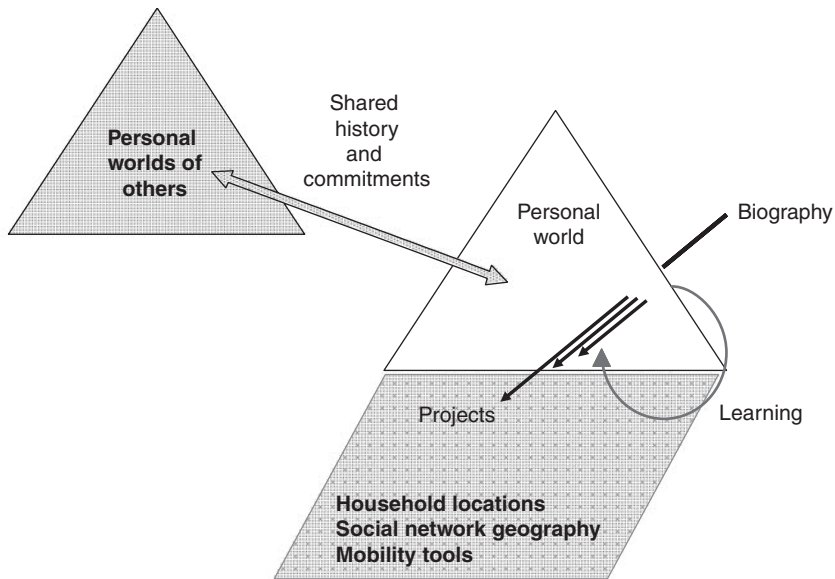 Personal
worlds of
others
Shared
history
and
commitments
Personal
world
Biography
Projects
Learning
Household locations
Social network geography
Mobility tools